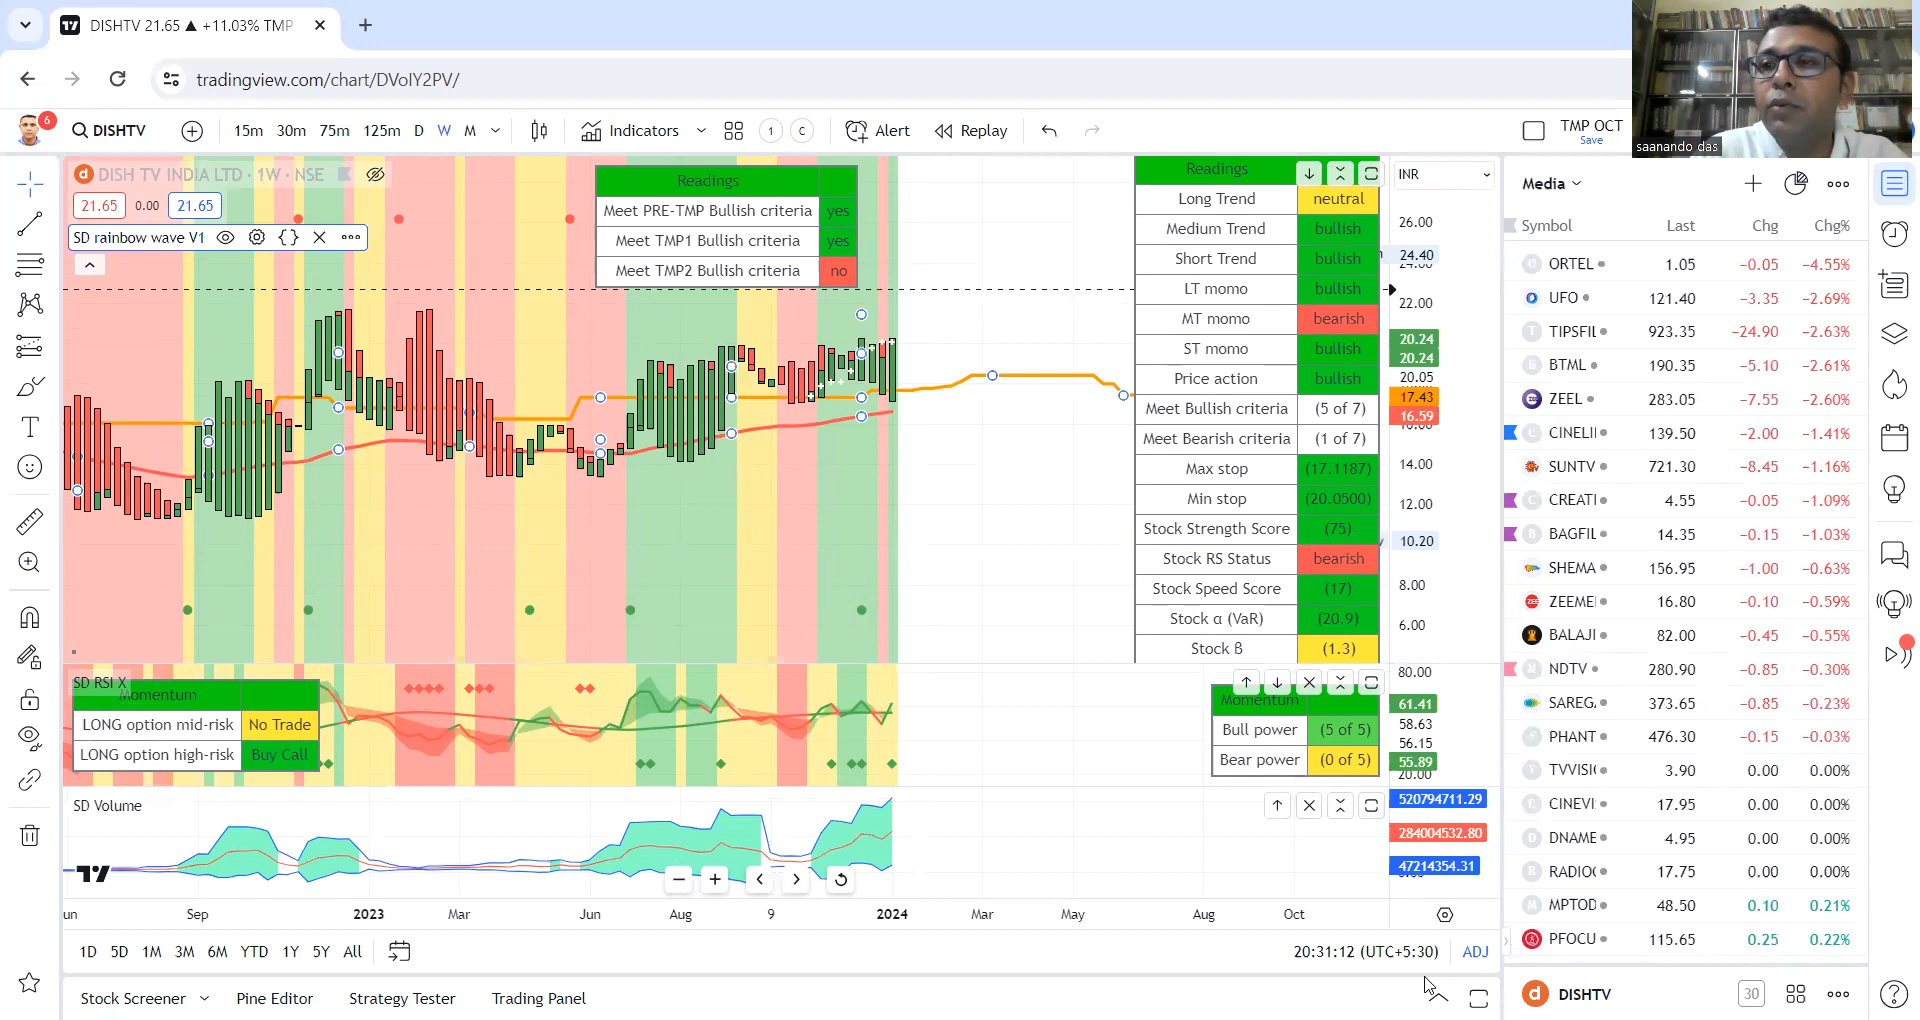 DISHTV 21.65 ▲ +11.03% TMP
tradingview.com/chart/DVoIY2PV/
saanando das
6
DISHTV
15m 30m 75m 125m D W M
Indicators
1
C
Alert
Replay
TMP OCT
Save
DISH TV INDIA LTD · 1W · NSE
21.65 0.00 21.65
SD rainbow wave V1
Readings
Meet PRE-TMP Bullish criteria yes
Meet TMP1 Bullish criteria yes
Meet TMP2 Bullish criteria no
Readings
Long Trend neutral
Medium Trend bullish
Short Trend bullish
LT momo bullish
MT momo bearish
ST momo bullish
Price action bullish
Meet Bullish criteria (5 of 7)
Meet Bearish criteria (1 of 7)
Max stop (17.1187)
Min stop (20.0500)
Stock Strength Score (75)
Stock RS Status bearish
Stock Speed Score (17)
Stock α (VaR) (20.9)
Stock β (1.3)
INR
26.00
24.40
22.00
20.24
20.24
20.05
17.43
16.59
14.00
12.00
10.20
8.00
6.00
SD RSI X
Momentum
LONG option mid-risk No Trade
LONG option high-risk Buy Call
Momentum
Bull power (5 of 5)
Bear power (0 of 5)
80.00
61.41
58.63
56.15
55.89
20.00
SD Volume
520794711.29
284004532.80
47214354.31
Sep 2023 Mar Jun Aug 9 2024 Mar May Aug Oct
1D 5D 1M 3M 6M YTD 1Y 5Y All
20:31:12 (UTC+5:30) ADJ
Stock Screener Pine Editor Strategy Tester Trading Panel
Media
Symbol Last Chg Chg%
ORTEL 1.05 −0.05 −4.55%
UFO 121.40 −3.35 −2.69%
TIPSFIL 923.35 −24.90 −2.63%
BTML 190.35 −5.10 −2.61%
ZEEL 283.05 −7.55 −2.60%
CINELI 139.50 −2.00 −1.41%
SUNTV 721.30 −8.45 −1.16%
CREATI 4.55 −0.05 −1.09%
BAGFIL 14.35 −0.15 −1.03%
SHEMA 156.95 −1.00 −0.63%
ZEEMEI 16.80 −0.10 −0.59%
BALAJI 82.00 −0.45 −0.55%
NDTV 280.90 −0.85 −0.30%
SAREG 373.65 −0.85 −0.23%
PHANT 476.30 −0.15 −0.03%
TVVISI 3.90 0.00 0.00%
CINEVI 17.95 0.00 0.00%
DNAME 4.95 0.00 0.00%
RADIO 17.75 0.00 0.00%
MPTOD 48.50 0.10 0.21%
PFOCU 115.65 0.25 0.22%
DISHTV
30